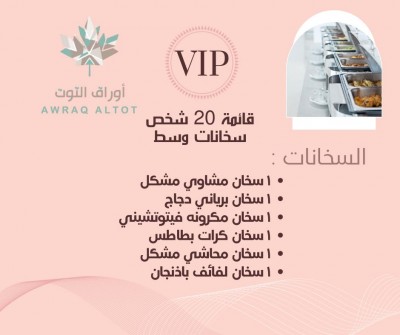 أوراق التوت
AWRAQ ALTOT
VIP
قائمة 20 شخص
سخانات وسط
السخانات :
• ١ سخان مشاوي مشكل
• ١ سخان برياني دجاج
• ١ سخان مكرونه فيتوتشيني
• ١ سخان كرات بطاطس
• ١ سخان محاشي مشكل
• ١ سخان لفائف باذنجان